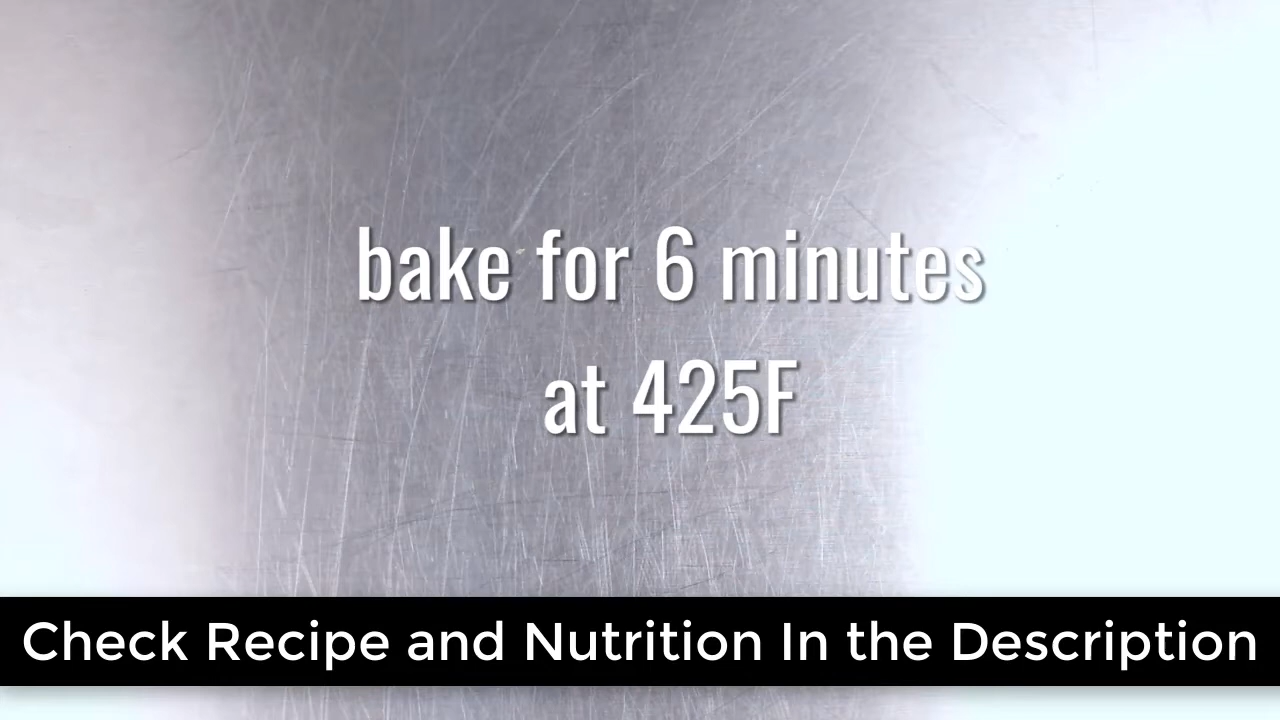 bake for 6 minutes
at 425F
Check Recipe and Nutrition In the Description